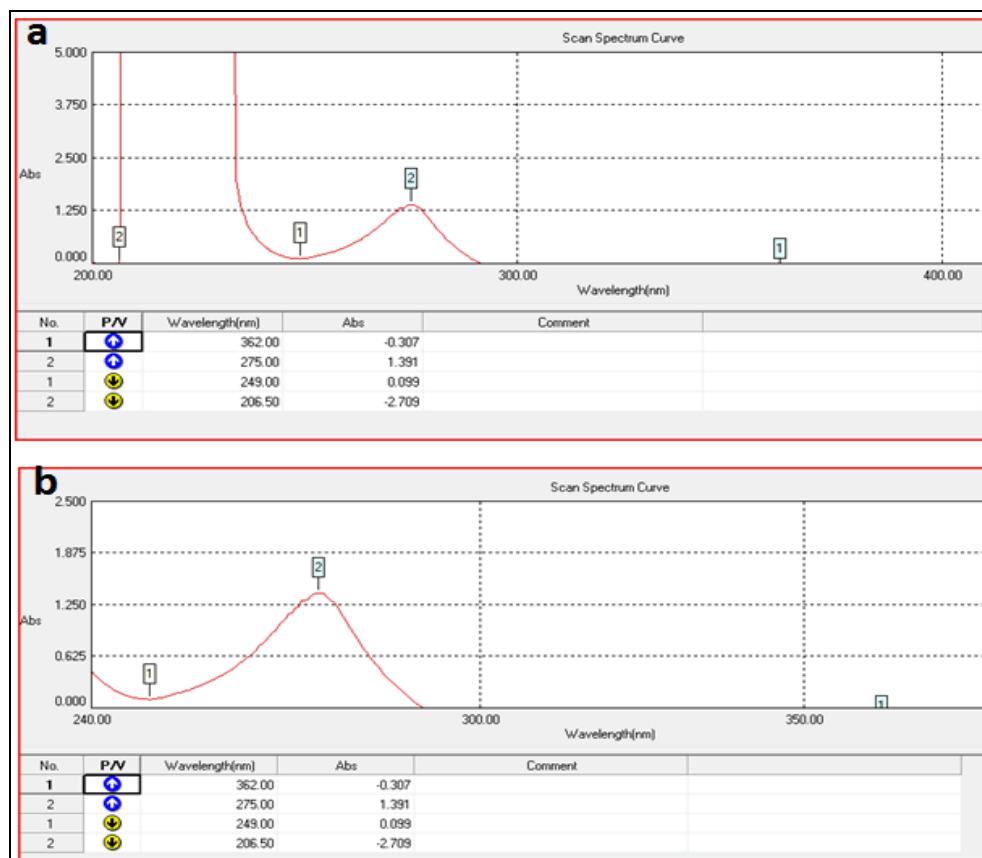 a
Scan Spectrum Curve
5.000
3.750
2.500
Abs
1.250
0.000
2
1
2
1
200.00 300.00 400.00
Wavelength(nm)
No. P/V Wavelength(nm) Abs Comment
1 362.00 -0.307
2 275.00 1.391
1 249.00 0.099
2 206.50 -2.709
b
Scan Spectrum Curve
2.500
1.875
1.250
Abs
0.625
0.000
1
2
1
240.00 300.00 350.00
Wavelength(nm)
No. P/V Wavelength(nm) Abs Comment
1 362.00 -0.307
2 275.00 1.391
1 249.00 0.099
2 206.50 -2.709